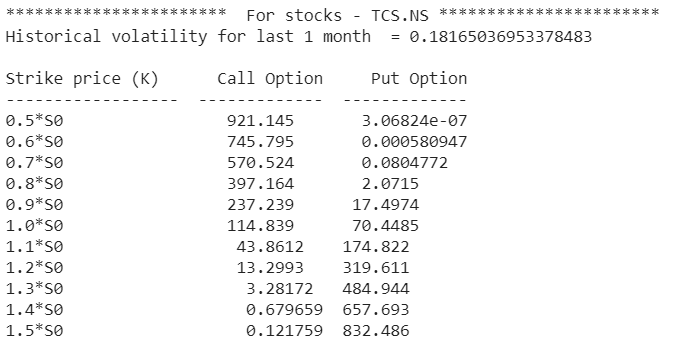 ***********************  For stocks - TCS.NS ***********************
Historical volatility for last 1 month  = 0.18165036953378483
Strike price (K)      Call Option     Put Option
------------------  -------------  -------------
0.5*S0                 921.145       3.06824e-07
0.6*S0                 745.795       0.000580947
0.7*S0                 570.524       0.0804772
0.8*S0                 397.164       2.0715
0.9*S0                 237.239      17.4974
1.0*S0                 114.839      70.4485
1.1*S0                  43.8612    174.822
1.2*S0                  13.2993    319.611
1.3*S0                   3.28172   484.944
1.4*S0                   0.679659  657.693
1.5*S0                   0.121759  832.486